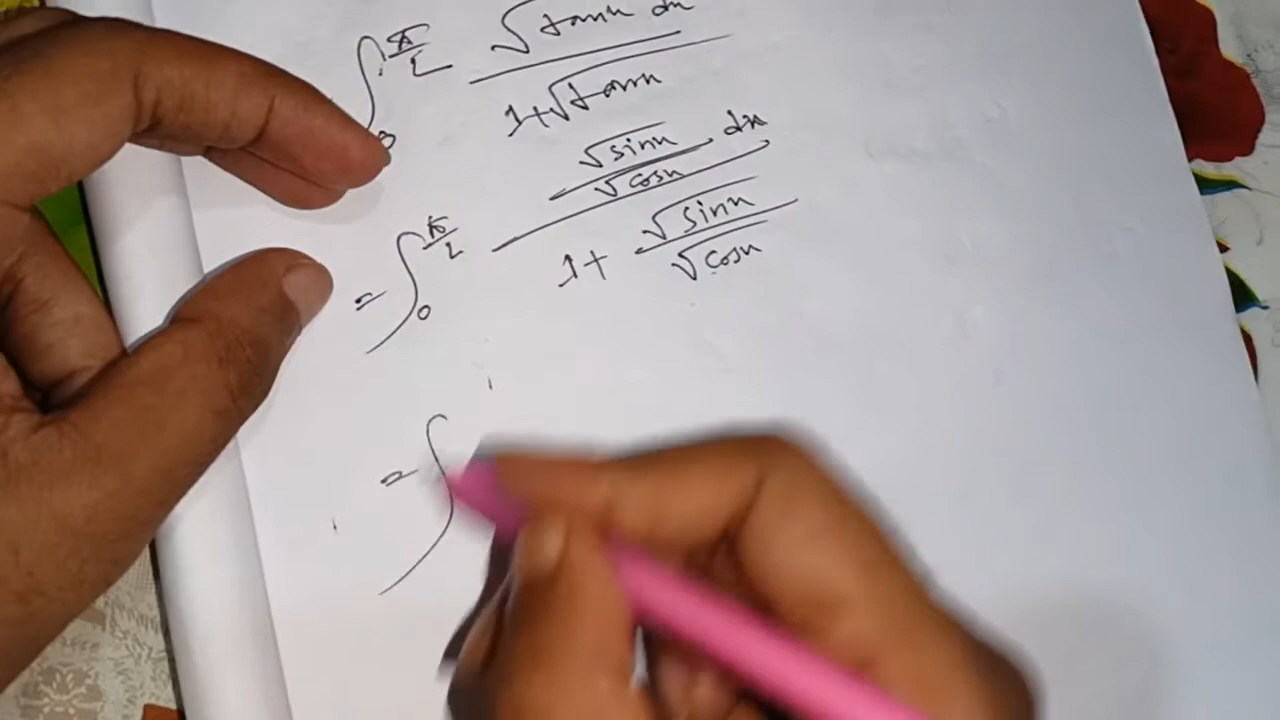 ∫₀^(π/2) √tanx dx / 1+√tanx
= ∫₀^(π/2) (√sinx / √cosx) dx / 1+ (√sinx / √cosx)
= ∫